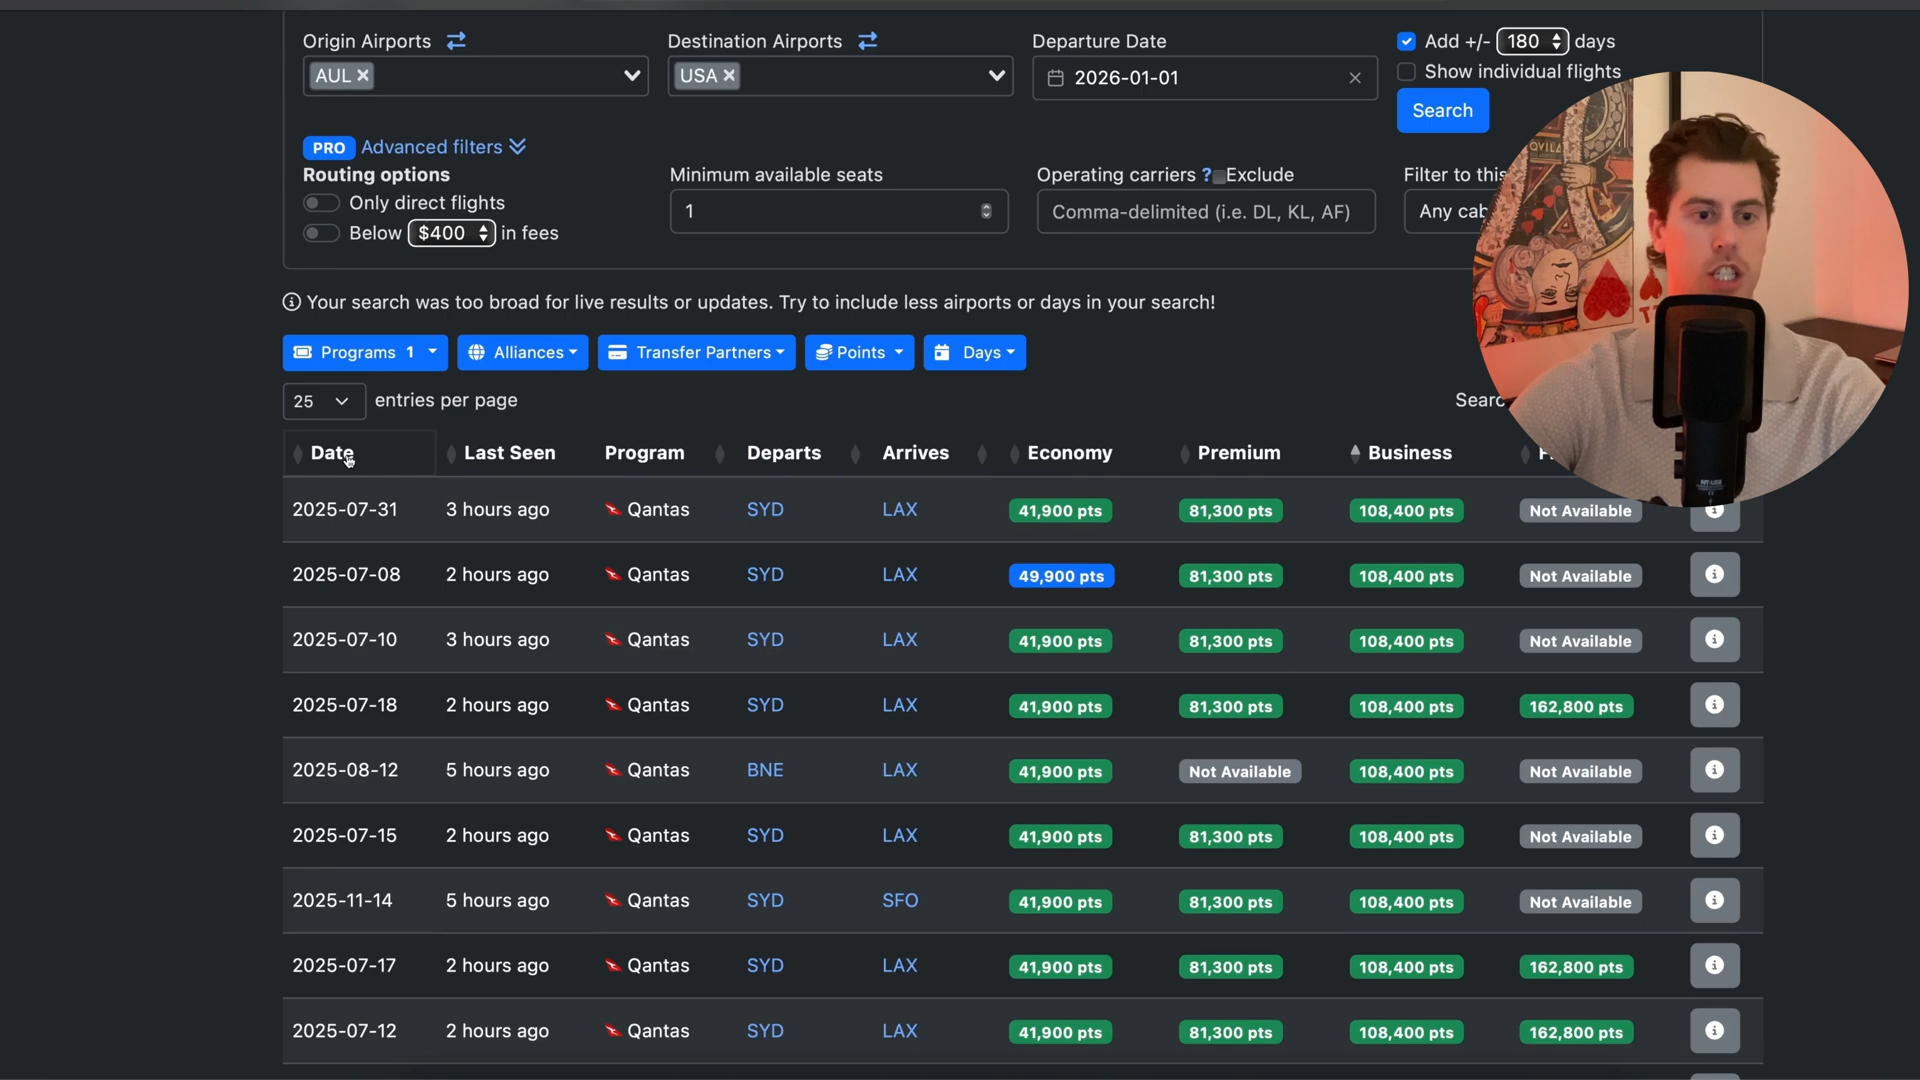 Origin Airports
Destination Airports
Departure Date
Add +/- 180 days
AUL
USA
2026-01-01
Show individual flights
Search
PRO Advanced filters
Routing options
Minimum available seats
Operating carriers ? Exclude
Filter to this
Only direct flights
1
Comma-delimited (i.e. DL, KL, AF)
Any cab
Below $400 in fees
Your search was too broad for live results or updates. Try to include less airports or days in your search!
Programs 1
Alliances
Transfer Partners
Points
Days
25 entries per page
Searc
Date Last Seen Program Departs Arrives Economy Premium Business F
2025-07-31 3 hours ago Qantas SYD LAX 41,900 pts 81,300 pts 108,400 pts Not Available
2025-07-08 2 hours ago Qantas SYD LAX 49,900 pts 81,300 pts 108,400 pts Not Available
2025-07-10 3 hours ago Qantas SYD LAX 41,900 pts 81,300 pts 108,400 pts Not Available
2025-07-18 2 hours ago Qantas SYD LAX 41,900 pts 81,300 pts 108,400 pts 162,800 pts
2025-08-12 5 hours ago Qantas BNE LAX 41,900 pts Not Available 108,400 pts Not Available
2025-07-15 2 hours ago Qantas SYD LAX 41,900 pts 81,300 pts 108,400 pts Not Available
2025-11-14 5 hours ago Qantas SYD SFO 41,900 pts 81,300 pts 108,400 pts Not Available
2025-07-17 2 hours ago Qantas SYD LAX 41,900 pts 81,300 pts 108,400 pts 162,800 pts
2025-07-12 2 hours ago Qantas SYD LAX 41,900 pts 81,300 pts 108,400 pts 162,800 pts